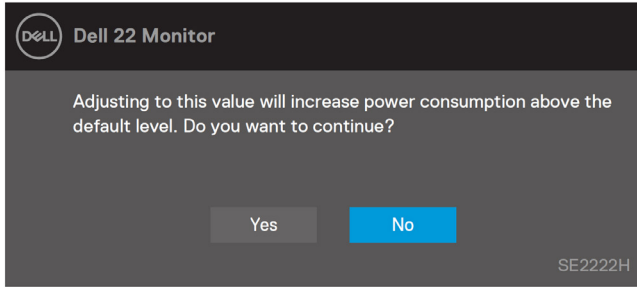 DELL
Dell 22 Monitor
Adjusting to this value will increase power consumption above the
default level. Do you want to continue?
Yes
No
SE2222H